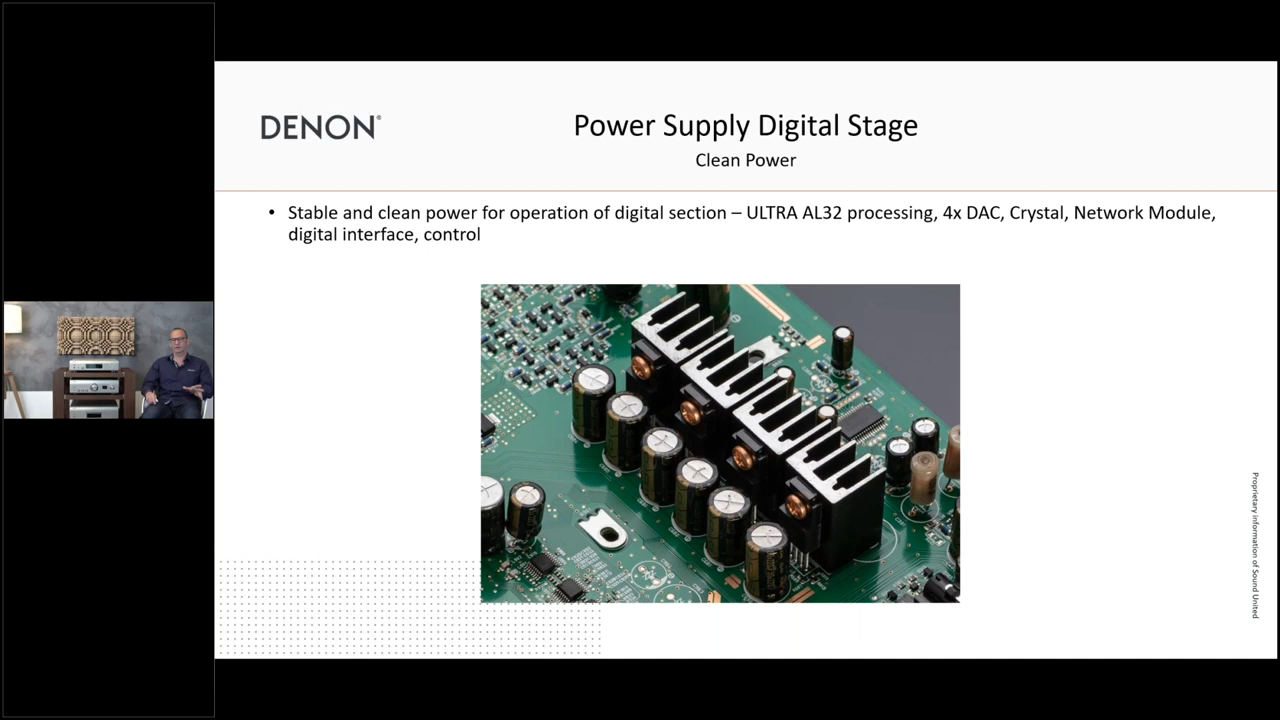 DENON®
Power Supply Digital Stage
Clean Power
• Stable and clean power for operation of digital section – ULTRA AL32 processing, 4x DAC, Crystal, Network Module,
digital interface, control
Proprietary information of Sound United